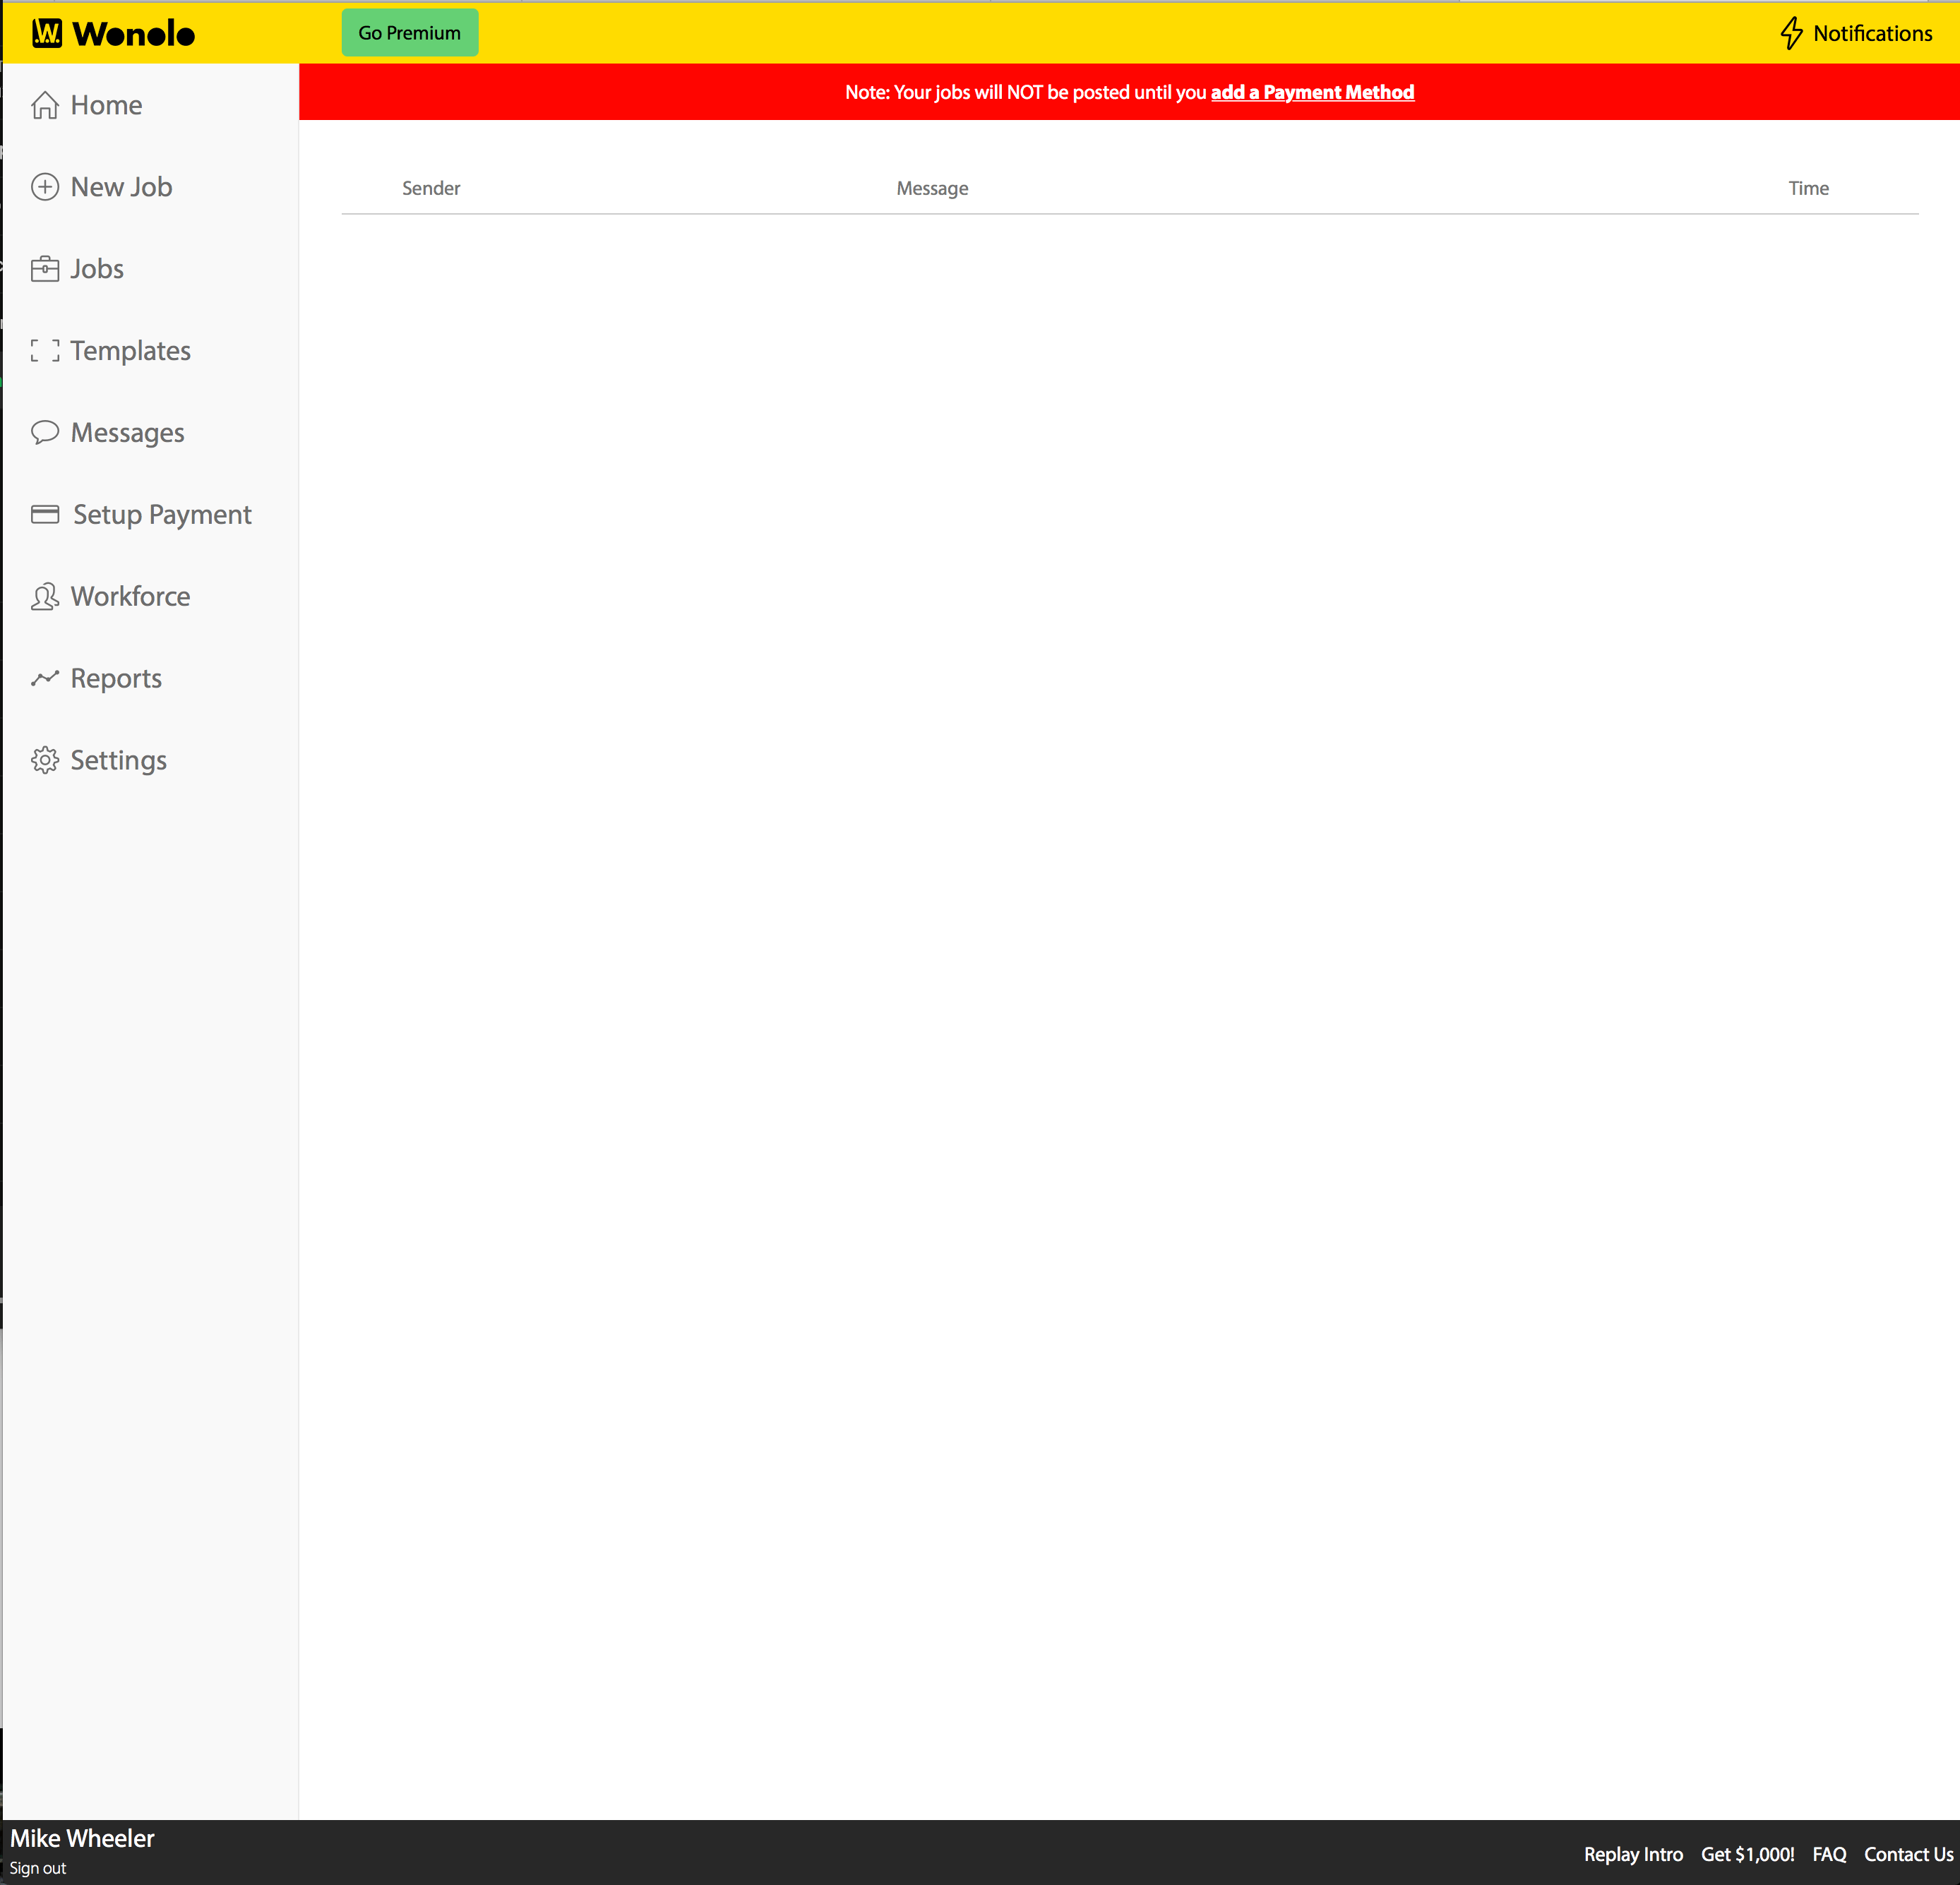 W. Wonolo
Go Premium
Notifications
Note: Your jobs will NOT be posted until you add a Payment Method
Home
New Job
Jobs
Templates
Messages
Setup Payment
Workforce
Reports
Settings
Sender Message Time
Mike Wheeler
Sign out
Replay Intro Get $1,000! FAQ Contact Us